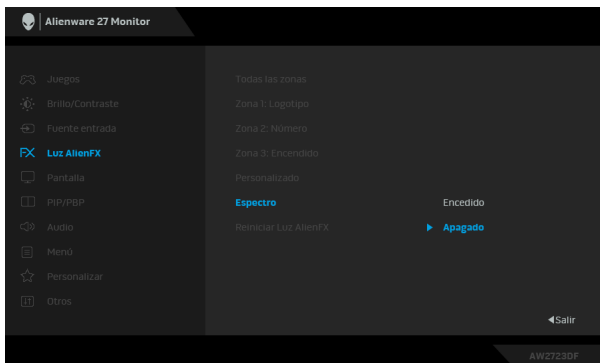 Alienware 27 Monitor
Juegos
Todas las zonas
Brillo/Contraste
Zona 1: Logotipo
Fuente entrada
Zona 2: Número
FX Luz AlienFX
Zona 3: Encendido
Pantalla
Personalizado
PIP/PBP
Espectro
Encedido
Audio
Reiniciar Luz AlienFX
Apagado
Menú
Personalizar
Otros
Salir
AW2723DF